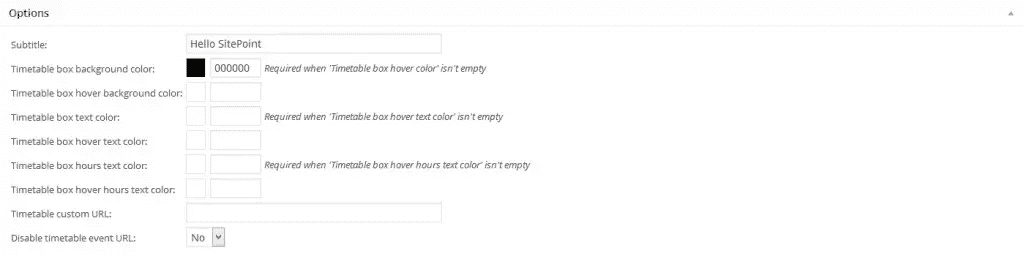 Options
Subtitle: Hello SitePoint
Timetable box background color: 000000 Required when 'Timetable box hover color' isn't empty
Timetable box hover background color:
Timetable box text color: Required when 'Timetable box hover text color' isn't empty
Timetable box hover text color:
Timetable box hours text color: Required when 'Timetable box hover hours text color' isn't empty
Timetable box hover hours text color:
Timetable custom URL:
Disable timetable event URL: No